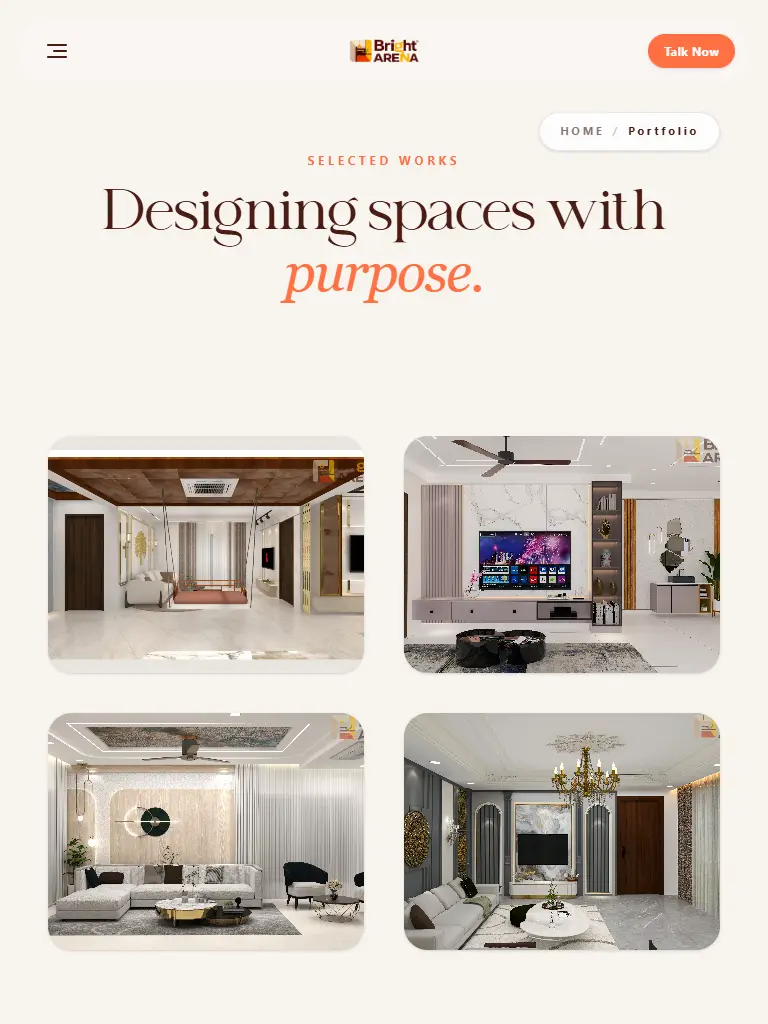 Bright
ARENA
Talk Now
HOME / Portfolio
SELECTED WORKS
Designing spaces with
purpose.